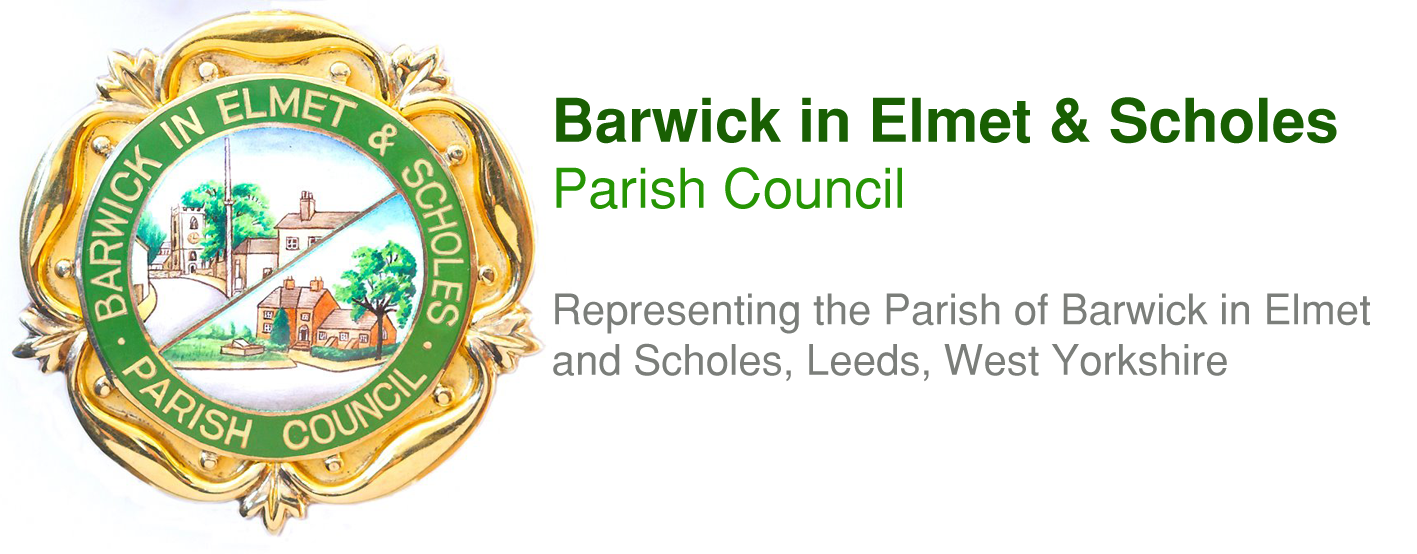 BARWICK IN ELMET & SCHOLES
· PARISH COUNCIL ·
Barwick in Elmet & Scholes
Parish Council
Representing the Parish of Barwick in Elmet
and Scholes, Leeds, West Yorkshire